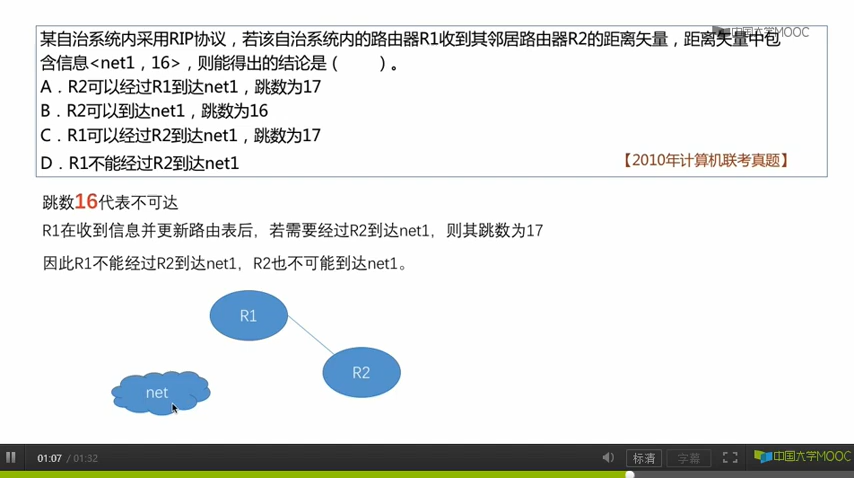 中国大学MOOC
某自治系统内采用RIP协议，若该自治系统内的路由器R1收到其邻居路由器R2的距离矢量，距离矢量中包
含信息<net1，16>，则能得出的结论是（　　）。
A．R2可以经过R1到达net1，跳数为17
B．R2可以到达net1，跳数为16
C．R1可以经过R2到达net1，跳数为17
D．R1不能经过R2到达net1
【2010年计算机联考真题】
跳数16代表不可达
R1在收到信息并更新路由表后，若需要经过R2到达net1，则其跳数为17
因此R1不能经过R2到达net1，R2也不可能到达net1。
R1
R2
net
01:07 / 01:32
标清
字幕
中国大学MOOC